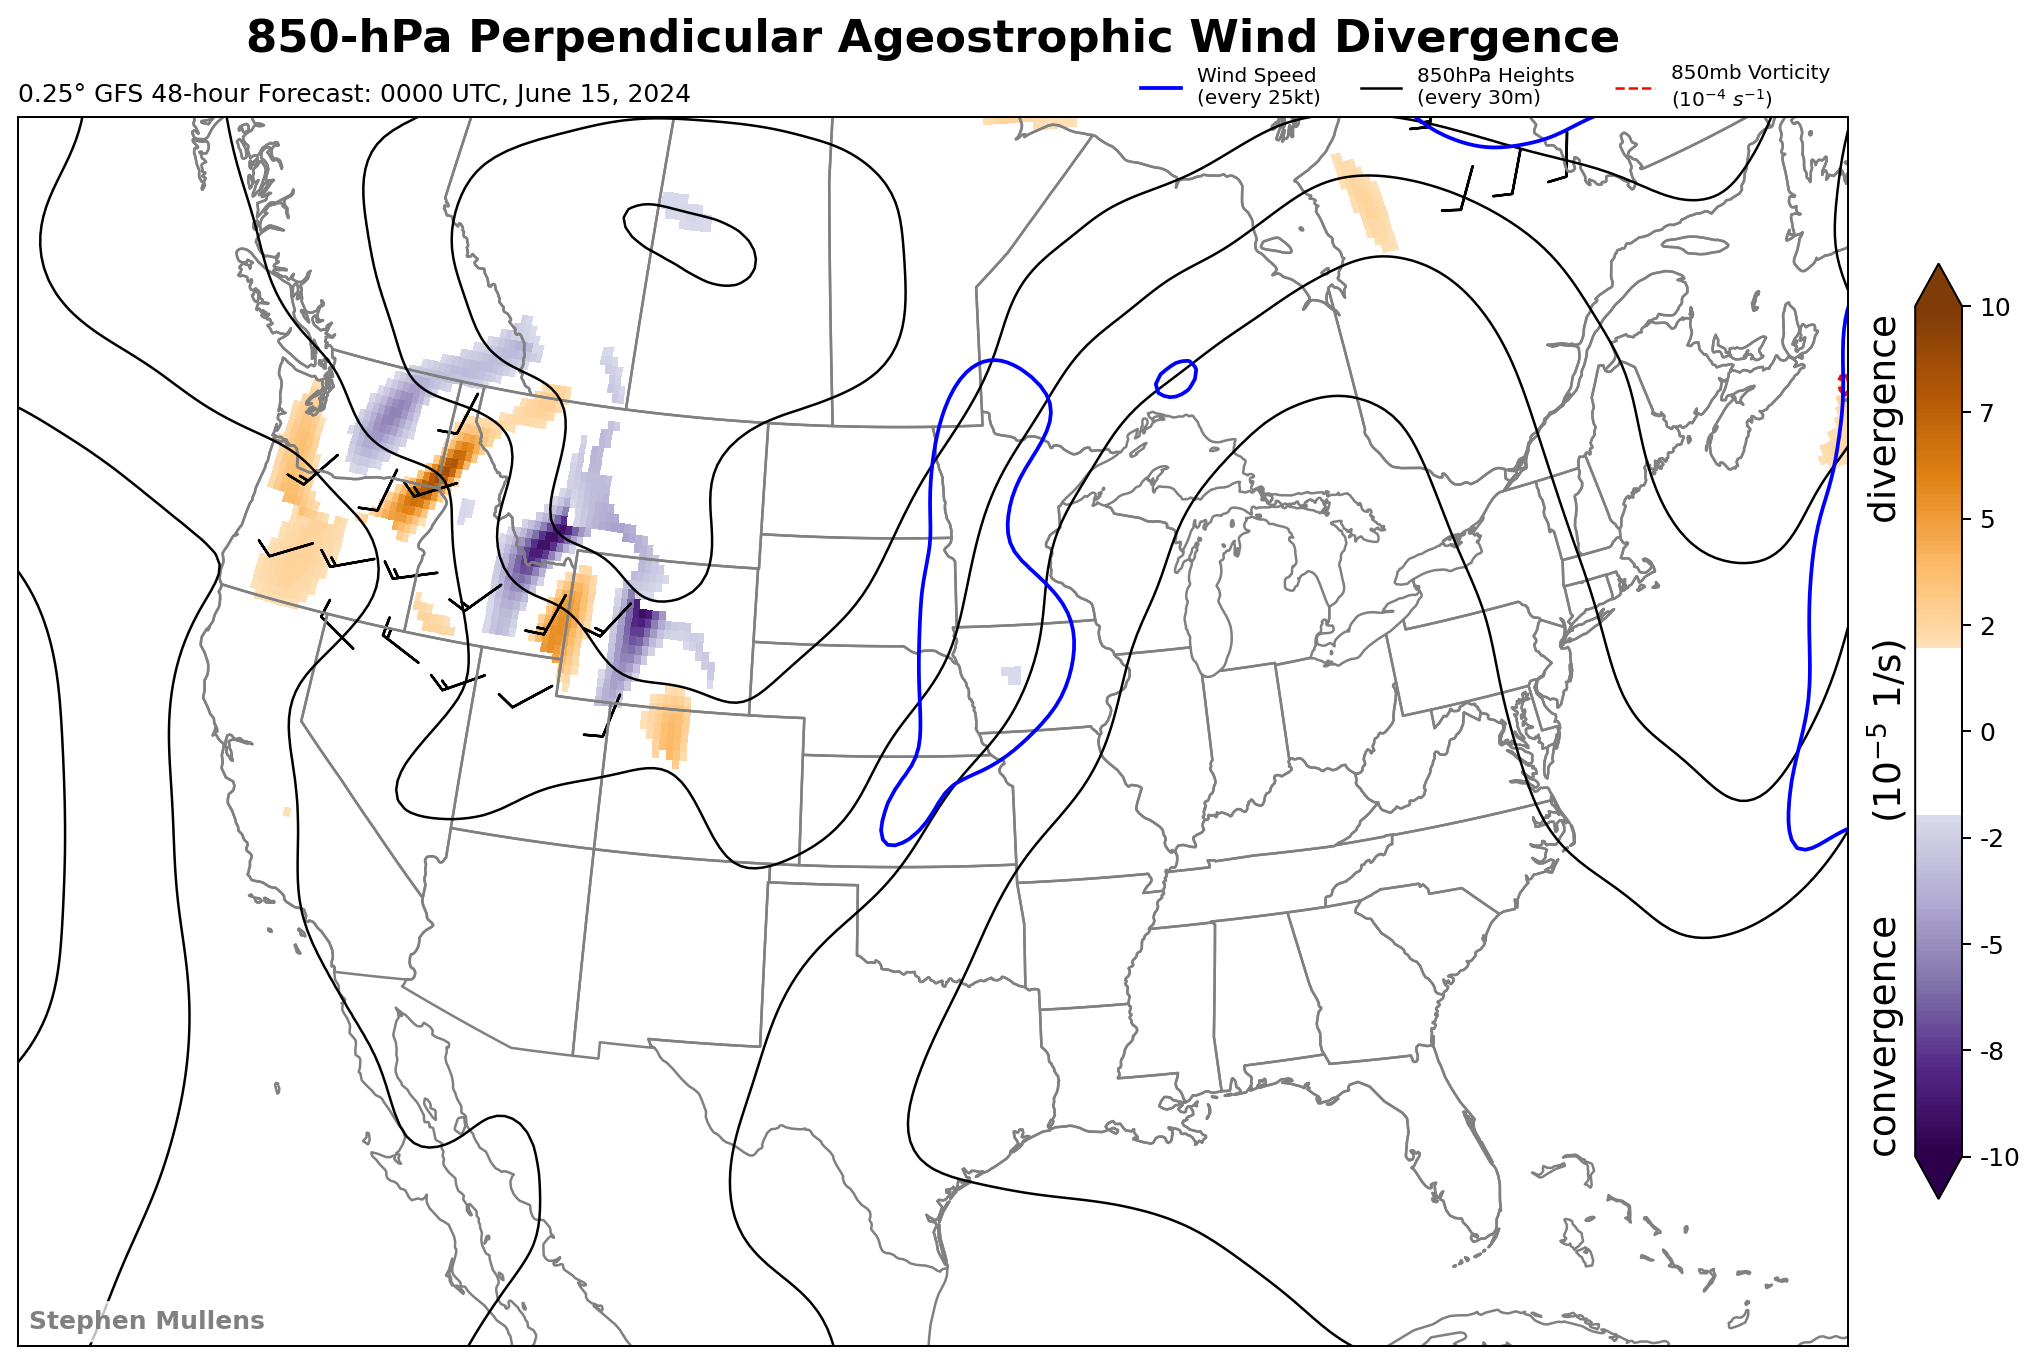 850-hPa Perpendicular Ageostrophic Wind Divergence
0.25° GFS 48-hour Forecast: 0000 UTC, June 15, 2024
Wind Speed
(every 25kt)
850hPa Heights
(every 30m)
850mb Vorticity
(10⁻⁴ s⁻¹)
convergence (10⁻⁵ 1/s) divergence
10
7
5
2
0
-2
-5
-8
-10
Stephen Mullens